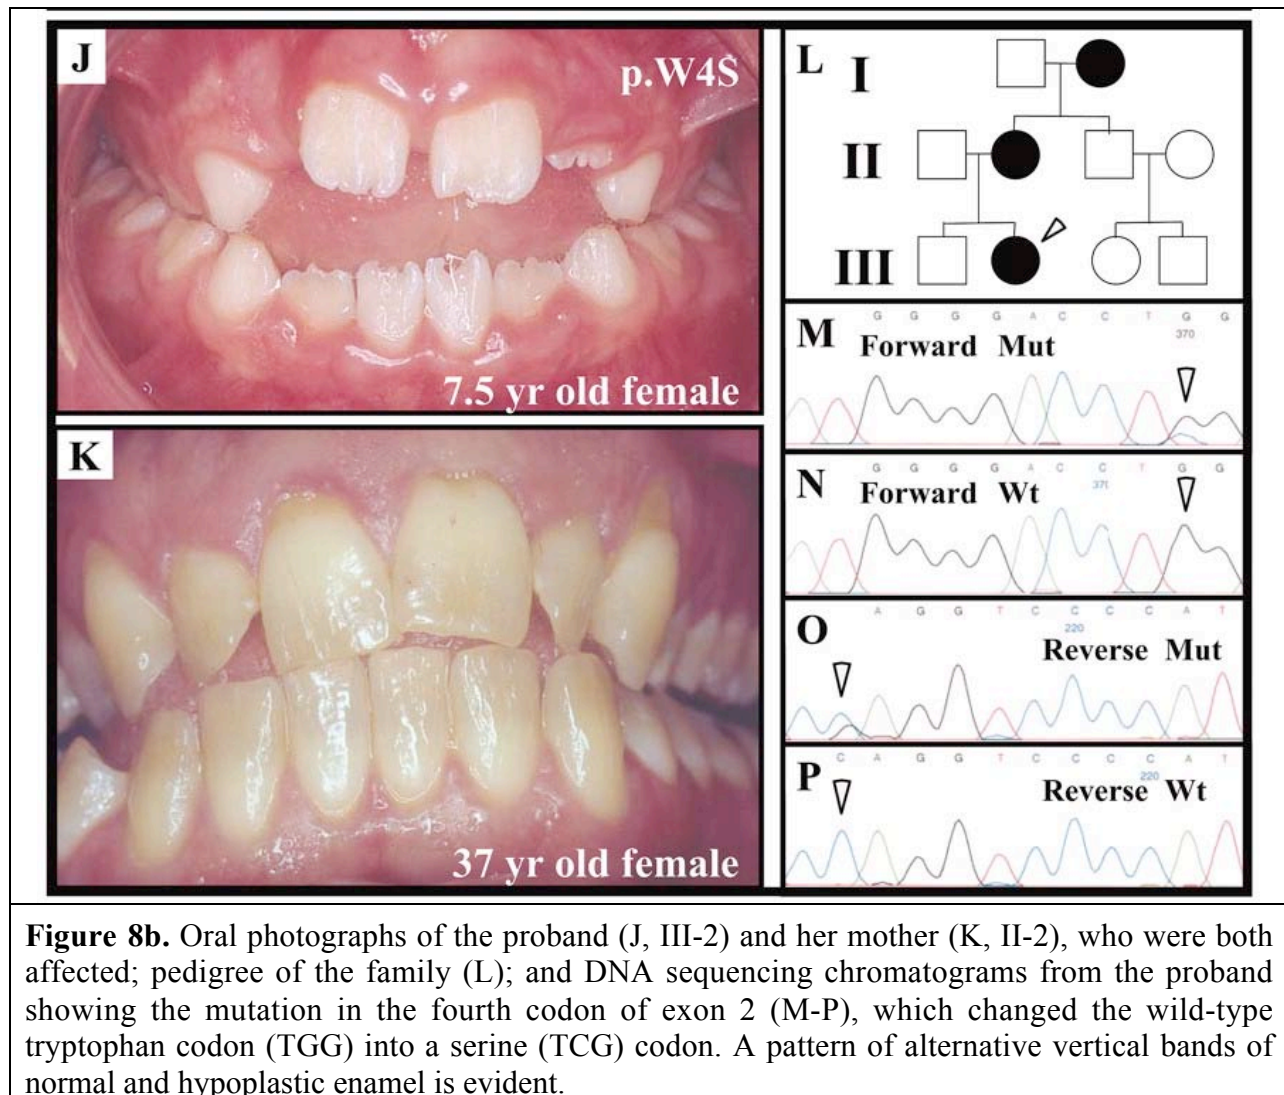 J
p.W4S
7.5 yr old female
K
37 yr old female
L
I
II
III
M
G G G G A C C T G G
370
Forward Mut
N
G G G G A C C T G G
Forward Wt
O
A G G T C C C C A T
220
Reverse Mut
P
C A G G T C C C C A T
220
Reverse Wt
Figure 8b. Oral photographs of the proband (J, III-2) and her mother (K, II-2), who were both
affected; pedigree of the family (L); and DNA sequencing chromatograms from the proband
showing the mutation in the fourth codon of exon 2 (M-P), which changed the wild-type
tryptophan codon (TGG) into a serine (TCG) codon. A pattern of alternative vertical bands of
normal and hypoplastic enamel is evident.